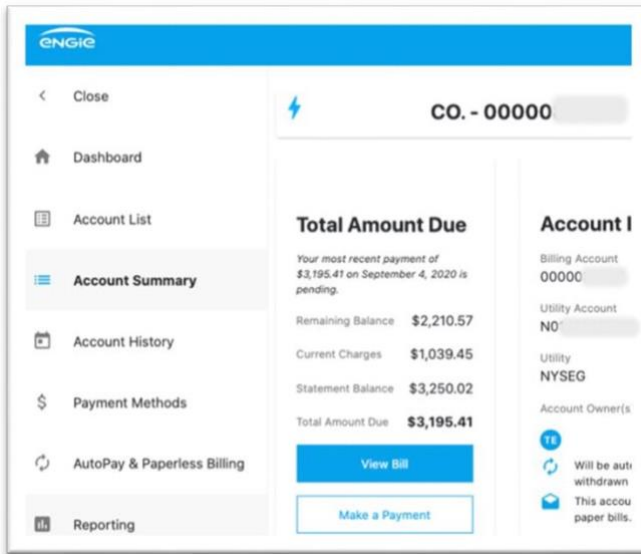 ENGIE
Close
Dashboard
Account List
Account Summary
Account History
Payment Methods
AutoPay & Paperless Billing
Reporting
CO. - 00000
Total Amount Due
Your most recent payment of
$3,195.41 on September 4, 2020 is
pending.
Remaining Balance $2,210.57
Current Charges $1,039.45
Statement Balance $3,250.02
Total Amount Due $3,195.41
View Bill
Make a Payment
Account I
Billing Account
00000
Utility Account
N0
Utility
NYSEG
Account Owner(s
TE
Will be aut
withdrawn
This accou
paper bills.